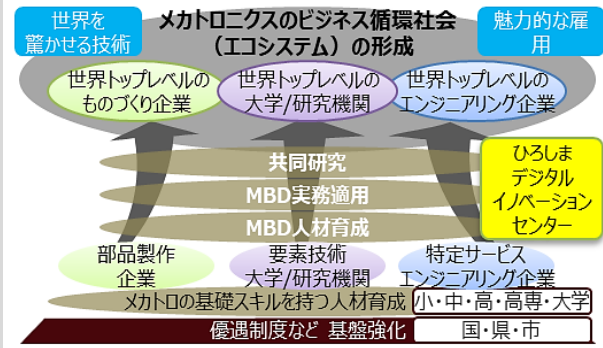 世界を
驚かせる技術
メカトロニクスのビジネス循環社会
（エコシステム）の形成
魅力的な雇
用
世界トップレベルの
ものづくり企業
世界トップレベルの
大学/研究機関
世界トップレベルの
エンジニアリング企業
共同研究
MBD実務適用
MBD人材育成
ひろしま
デジタル
イノベーション
センター
部品製作
企業
要素技術
大学/研究機関
特定サービス
エンジニアリング企業
メカトロの基礎スキルを持つ人材育成
小・中・高・高専・大学
優遇制度など 基盤強化
国・県・市